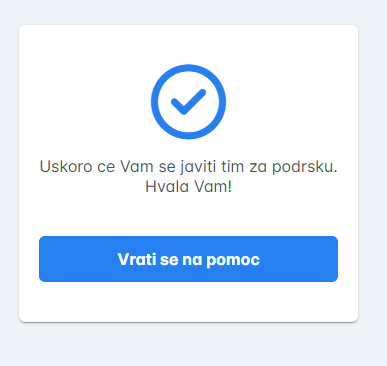 Uskoro ce Vam se javiti tim za podrsku.
Hvala Vam!
Vrati se na pomoc